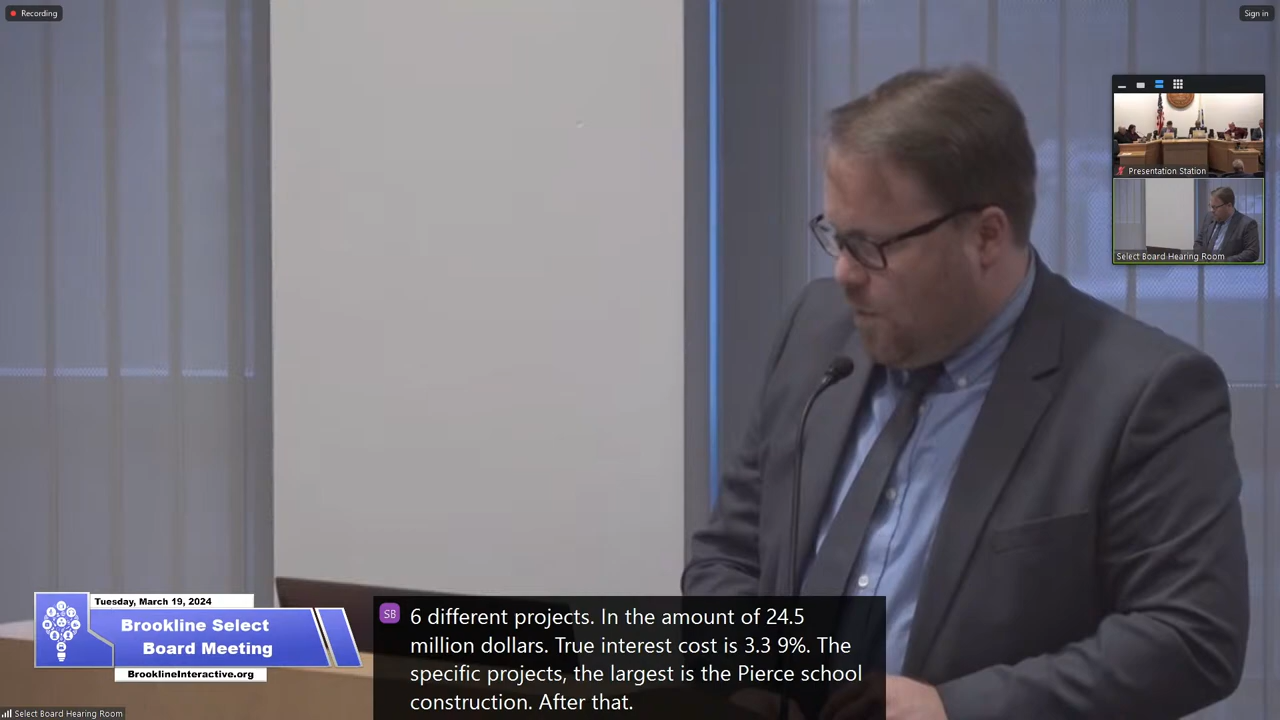 Recording
Sign in
Presentation Station
Select Board Hearing Room
Tuesday, March 19, 2024
Brookline Select
Board Meeting
BrooklineInteractive.org
SB
6 different projects. In the amount of 24.5
million dollars. True interest cost is 3.3 9%. The
specific projects, the largest is the Pierce school
construction. After that.
Select Board Hearing Room